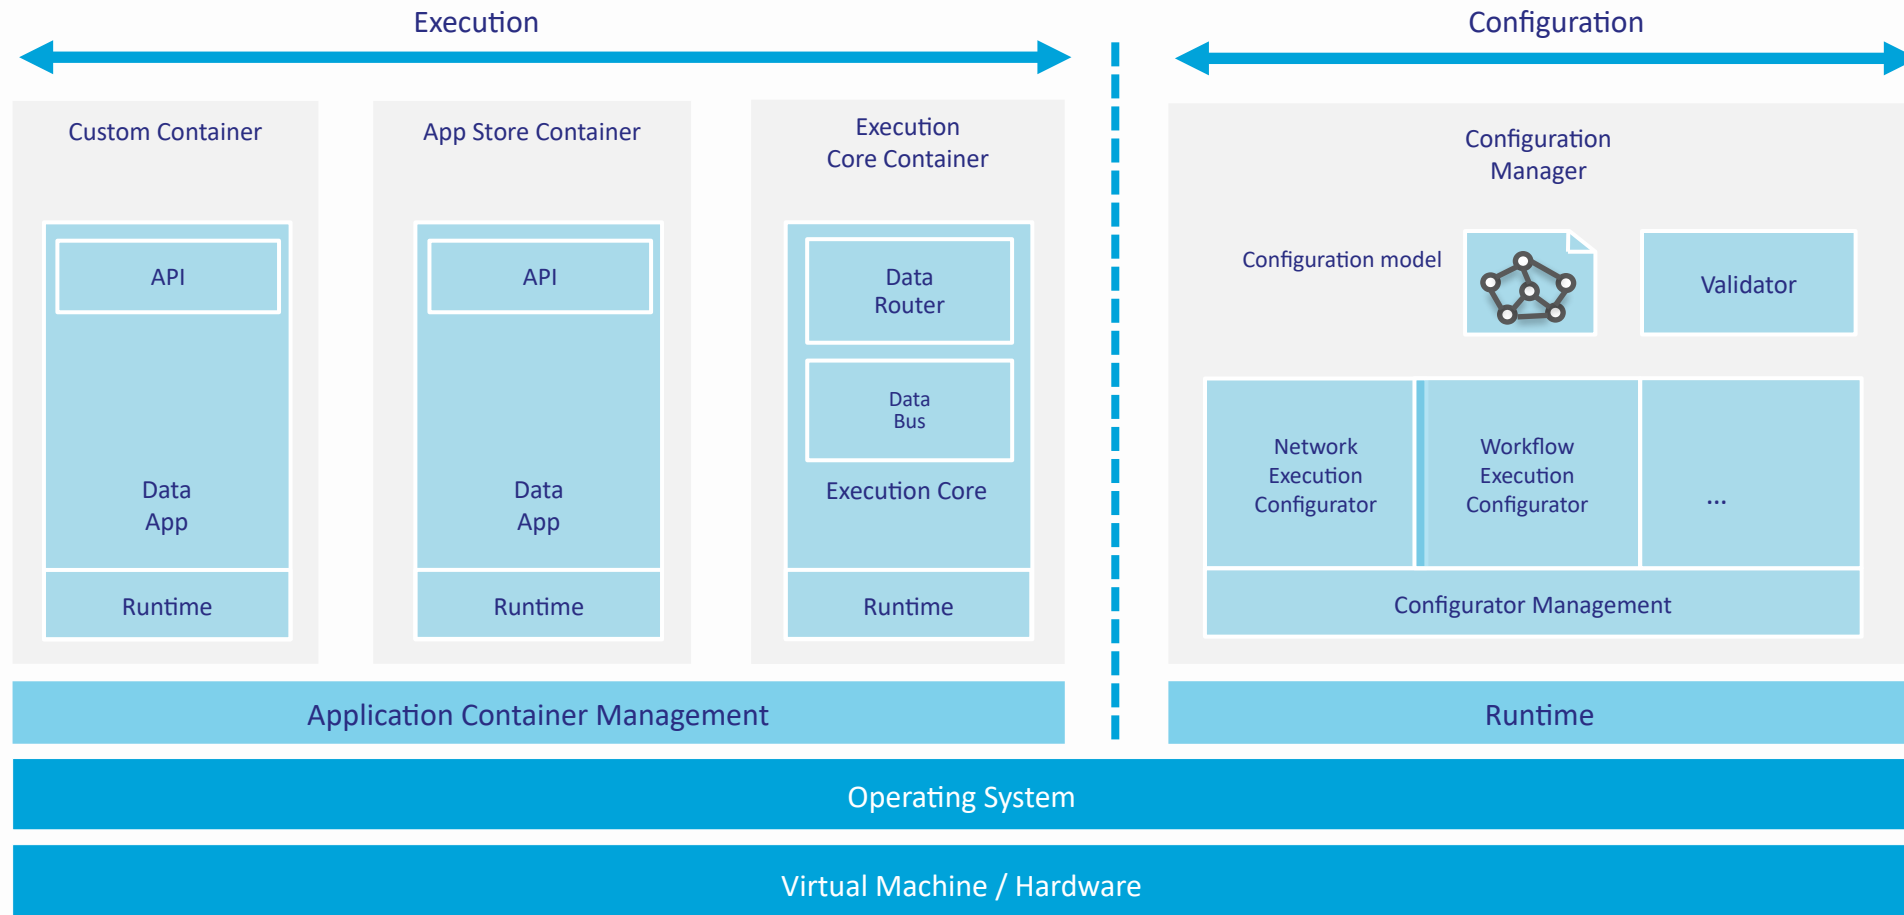 Execution
Configuration
Custom Container
API
Data
App
Runtime
App Store Container
API
Data
App
Runtime
Execution
Core Container
Data
Router
Data
Bus
Execution Core
Runtime
Configuration
Manager
Configuration model
Validator
Network
Execution
Configurator
Workflow
Execution
Configurator
...
Configurator Management
Application Container Management
Runtime
Operating System
Virtual Machine / Hardware